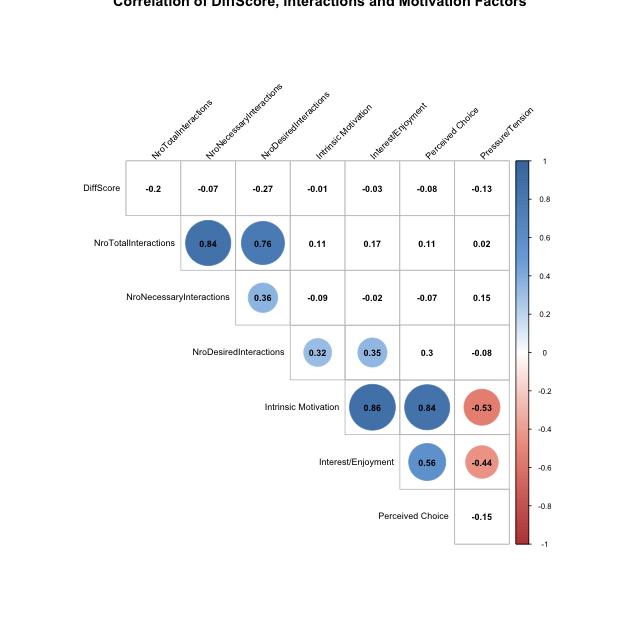 Correlation of DiffScore, Interactions and Motivation Factors
NroTotalInteractions
NroNecessaryInteractions
NroDesiredInteractions
Intrinsic Motivation
Interest/Enjoyment
Perceived Choice
Pressure/Tension
DiffScore -0.2 -0.07 -0.27 -0.01 -0.03 -0.08 -0.13
NroTotalInteractions 0.84 0.76 0.11 0.17 0.11 0.02
NroNecessaryInteractions 0.36 -0.09 -0.02 -0.07 0.15
NroDesiredInteractions 0.32 0.35 0.3 -0.08
Intrinsic Motivation 0.86 0.84 -0.53
Interest/Enjoyment 0.56 -0.44
Perceived Choice -0.15
1
0.8
0.6
0.4
0.2
0
-0.2
-0.4
-0.6
-0.8
-1